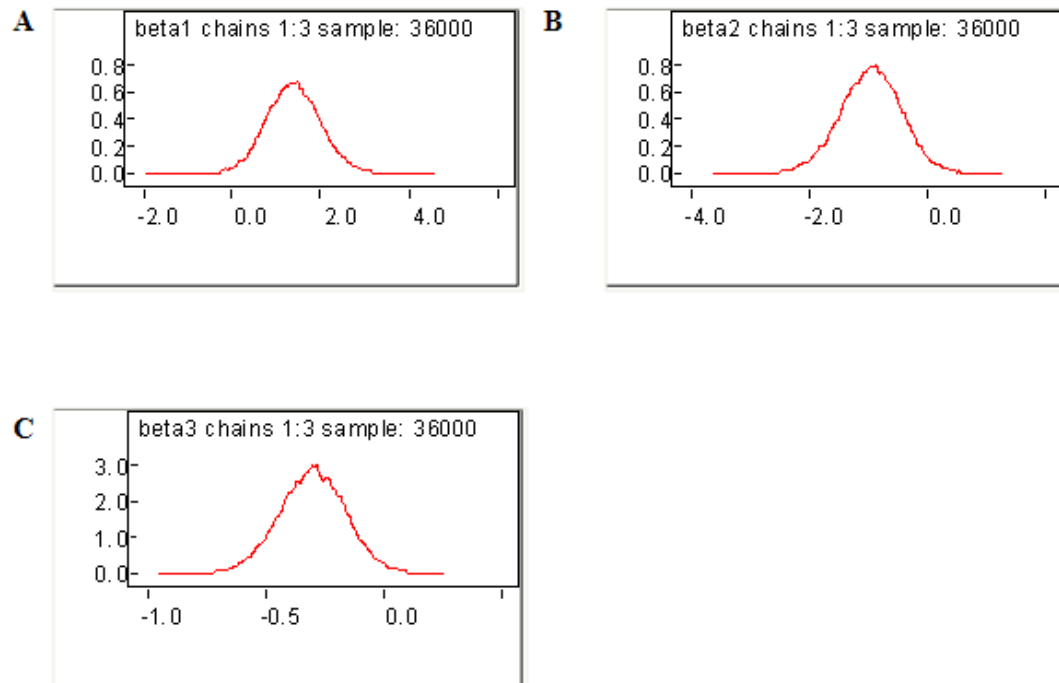 A
beta1 chains 1:3 sample: 36000
0.8
0.6
0.4
0.2
0.0
-2.0 0.0 2.0 4.0
B
beta2 chains 1:3 sample: 36000
0.8
0.6
0.4
0.2
0.0
-4.0 -2.0 0.0
C
beta3 chains 1:3 sample: 36000
3.0
2.0
1.0
0.0
-1.0 -0.5 0.0